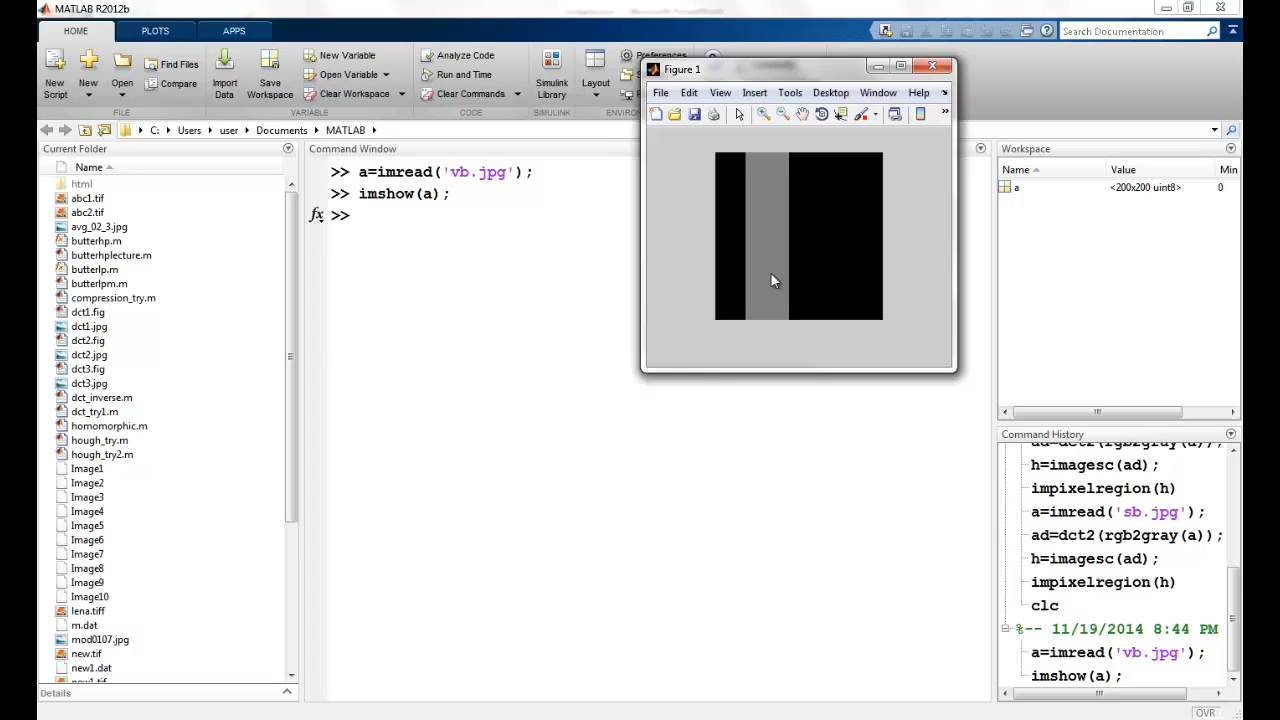 MATLAB R2012b
HOME PLOTS APPS
Search Documentation
New Script
New
Open
Find Files
Compare
FILE
Import Data
Save Workspace
New Variable
Open Variable
Clear Workspace
VARIABLE
Analyze Code
Run and Time
Clear Commands
CODE
Simulink Library
SIMULINK
Layout
Preferences
C: ▸ Users ▸ user ▸ Documents ▸ MATLAB ▸
Current Folder
Name
html
abc1.tif
abc2.tif
avg_02_3.jpg
butterhp.m
butterhplecture.m
butterlp.m
butterlpm.m
compression_try.m
dct1.fig
dct1.jpg
dct2.fig
dct2.jpg
dct3.fig
dct3.jpg
dct_inverse.m
dct_try1.m
homomorphic.m
hough_try.m
hough_try2.m
Image1
Image2
Image3
Image4
Image5
Image6
Image7
Image8
Image9
Image10
lena.tiff
m.dat
mod0107.jpg
new.tif
new1.dat
new1.tif
Details
Command Window
>> a=imread('vb.jpg');
>> imshow(a);
fx >>
Figure 1
File Edit View Insert Tools Desktop Window Help
Workspace
Name Value Min
a <200x200 uint8> 0
Command History
ad=dct2(rgb2gray(a));
h=imagesc(ad);
impixelregion(h)
a=imread('sb.jpg');
ad=dct2(rgb2gray(a));
h=imagesc(ad);
impixelregion(h)
clc
%-- 11/19/2014 8:44 PM
a=imread('vb.jpg');
imshow(a);
OVR